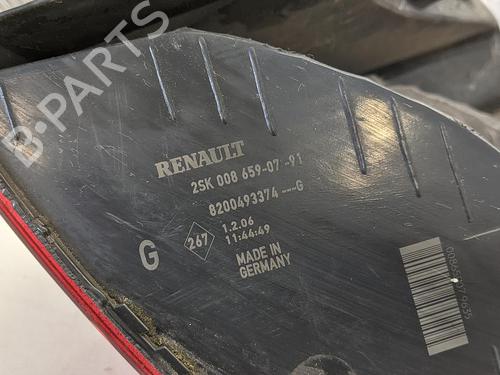 B-PARTS
RENAULT
2SK 008 659-07-91
8200493374---G
G
267
1.2.06
11:44:49
MADE IN
GERMANY